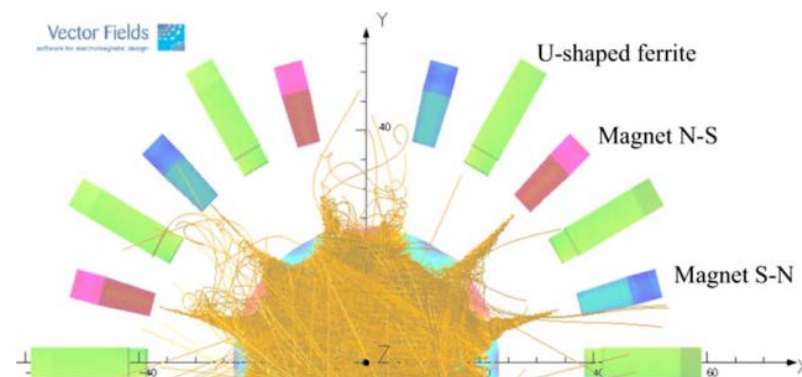 Vector Fields
software for electromagnetic design
Y
U-shaped ferrite
40
Magnet N-S
Magnet S-N
Z
X
-40
40
60